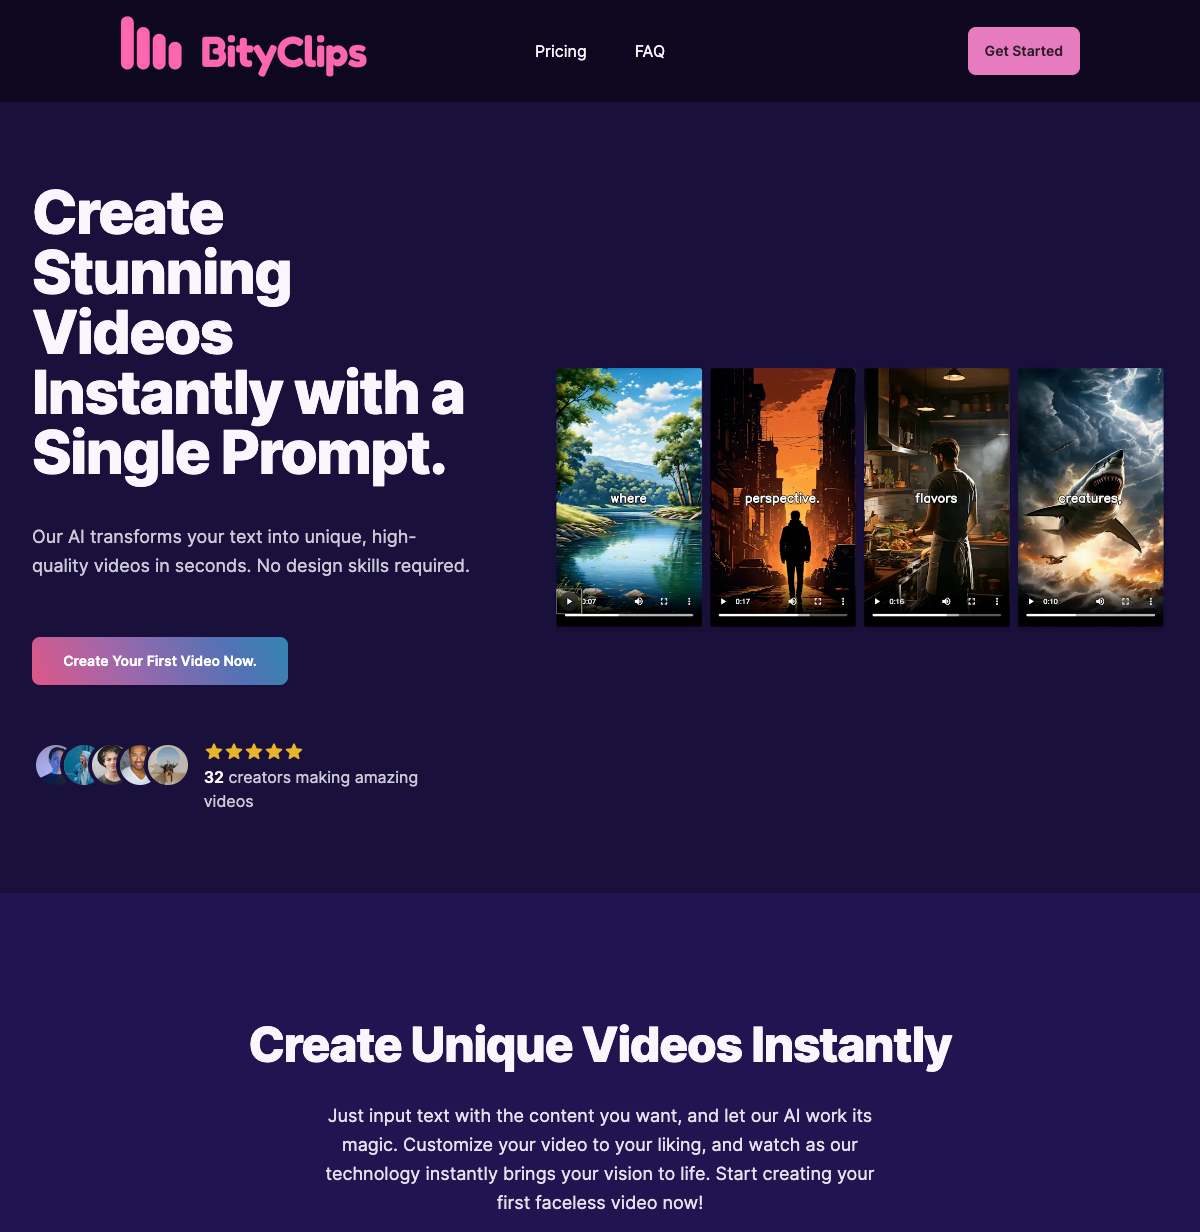 BityClips
Pricing
FAQ
Get Started
Create
Stunning
Videos
Instantly with a
Single Prompt.
Our AI transforms your text into unique, high-
quality videos in seconds. No design skills required.
Create Your First Video Now.
32 creators making amazing
videos
where
0:07
perspective.
0:17
flavors
0:16
creatures,
0:10
Create Unique Videos Instantly
Just input text with the content you want, and let our AI work its
magic. Customize your video to your liking, and watch as our
technology instantly brings your vision to life. Start creating your
first faceless video now!